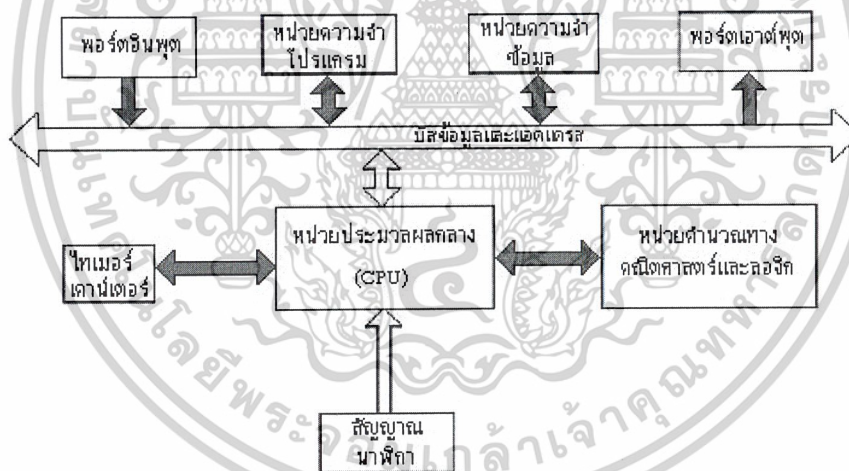 พอร์ตอินพุต
หน่วยความจำ
โปรแกรม
หน่วยความจำ
ข้อมูล
พอร์ตเอาต์พุต
บัสข้อมูลและแอดเดรส
ไทเมอร์
เคาน์เตอร์
หน่วยประมวลผลกลาง
(CPU)
หน่วยคำนวณทาง
คณิตศาสตร์และลอจิก
สัญญาณ
นาฬิกา